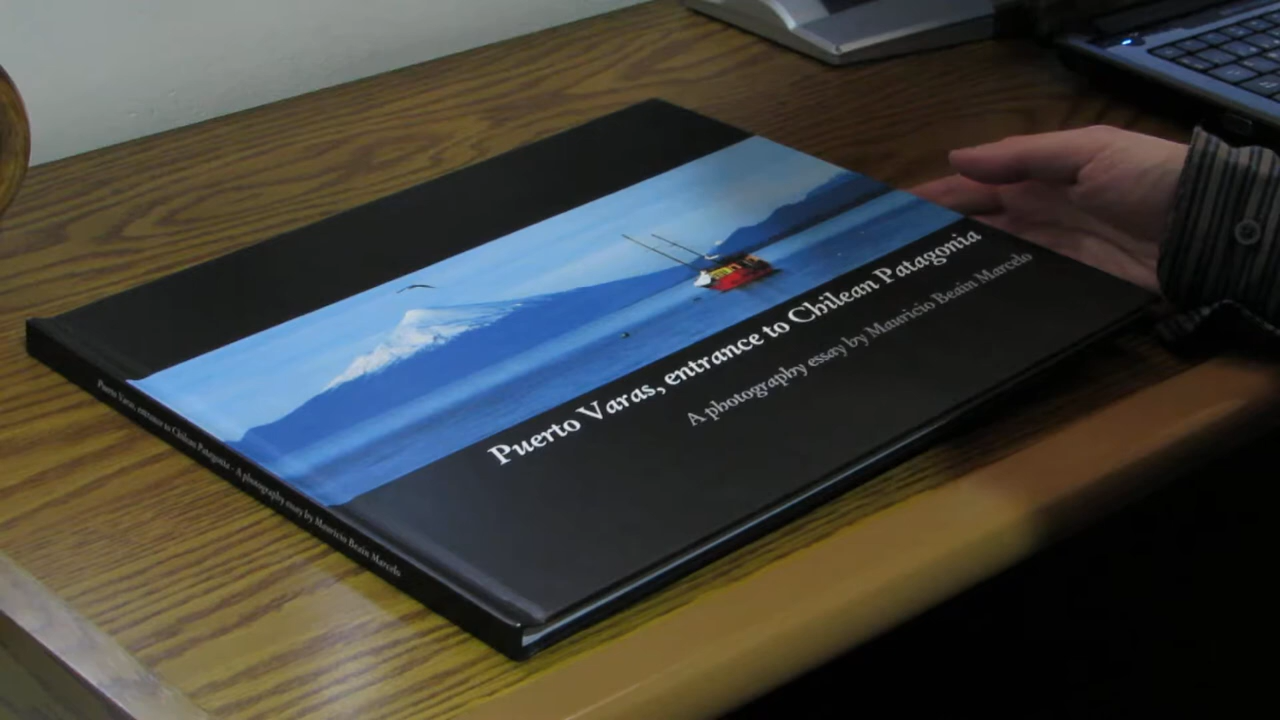 Puerto Varas, entrance to Chilean Patagonia
A photography essay by Mauricio Beain Marcelo
Puerto Varas, entrance to Chilean Patagonia - A photography essay by Mauricio Beain Marcelo